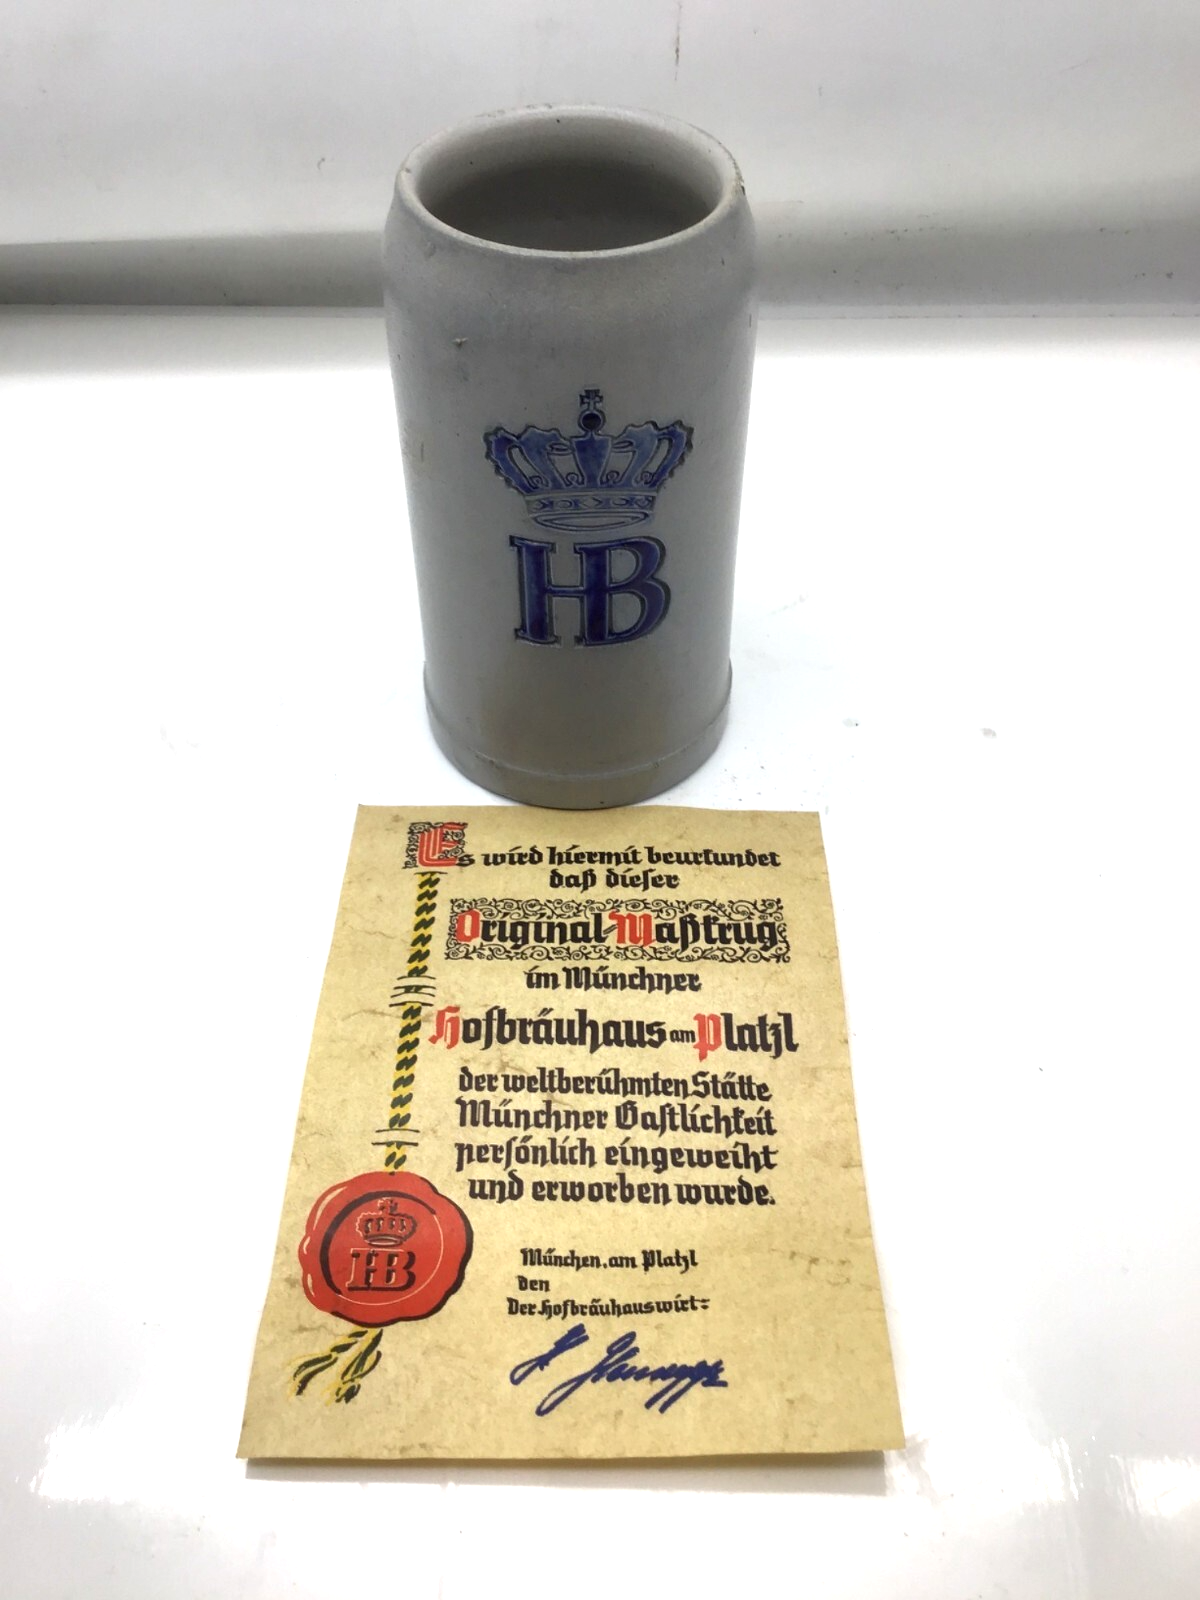 HB
Es wird hiermit beurkundet
daß dieser
Original-Maßkrug
im Münchner
Hofbräuhaus am Platzl
der weltberühmten Stätte
Münchner Gastlichkeit
persönlich eingeweiht
und erworben wurde.
HB
München, am Platzl
den
Der Hofbräuhauswirt: